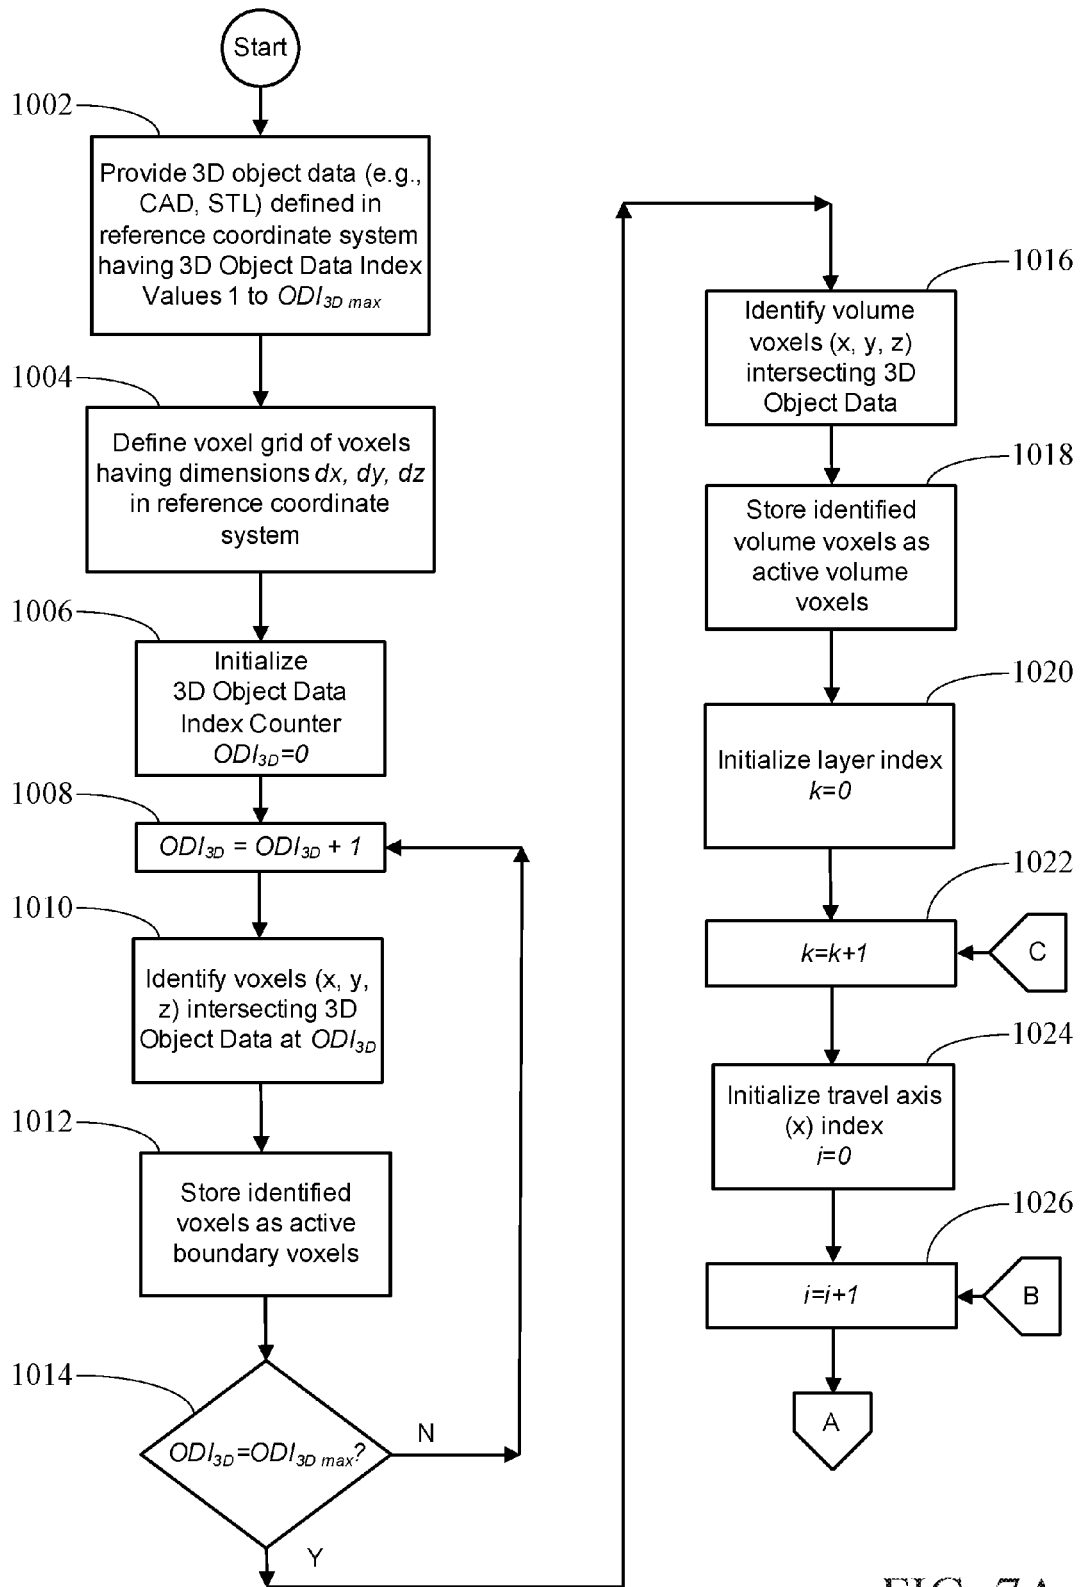 Start
1002
Provide 3D object data (e.g.,
CAD, STL) defined in
reference coordinate system
having 3D Object Data Index
Values 1 to ODI3D max
1004
Define voxel grid of voxels
having dimensions dx, dy, dz
in reference coordinate
system
1006
Initialize
3D Object Data
Index Counter
ODI3D=0
1008
ODI3D = ODI3D + 1
1010
Identify voxels (x, y,
z) intersecting 3D
Object Data at ODI3D
1012
Store identified
voxels as active
boundary voxels
1014
ODI3D=ODI3D max?
N
Y
1016
Identify volume
voxels (x, y, z)
intersecting 3D
Object Data
1018
Store identified
volume voxels as
active volume
voxels
1020
Initialize layer index
k=0
1022
k=k+1
C
1024
Initialize travel axis
(x) index
i=0
1026
i=i+1
B
A
FIG. 7A